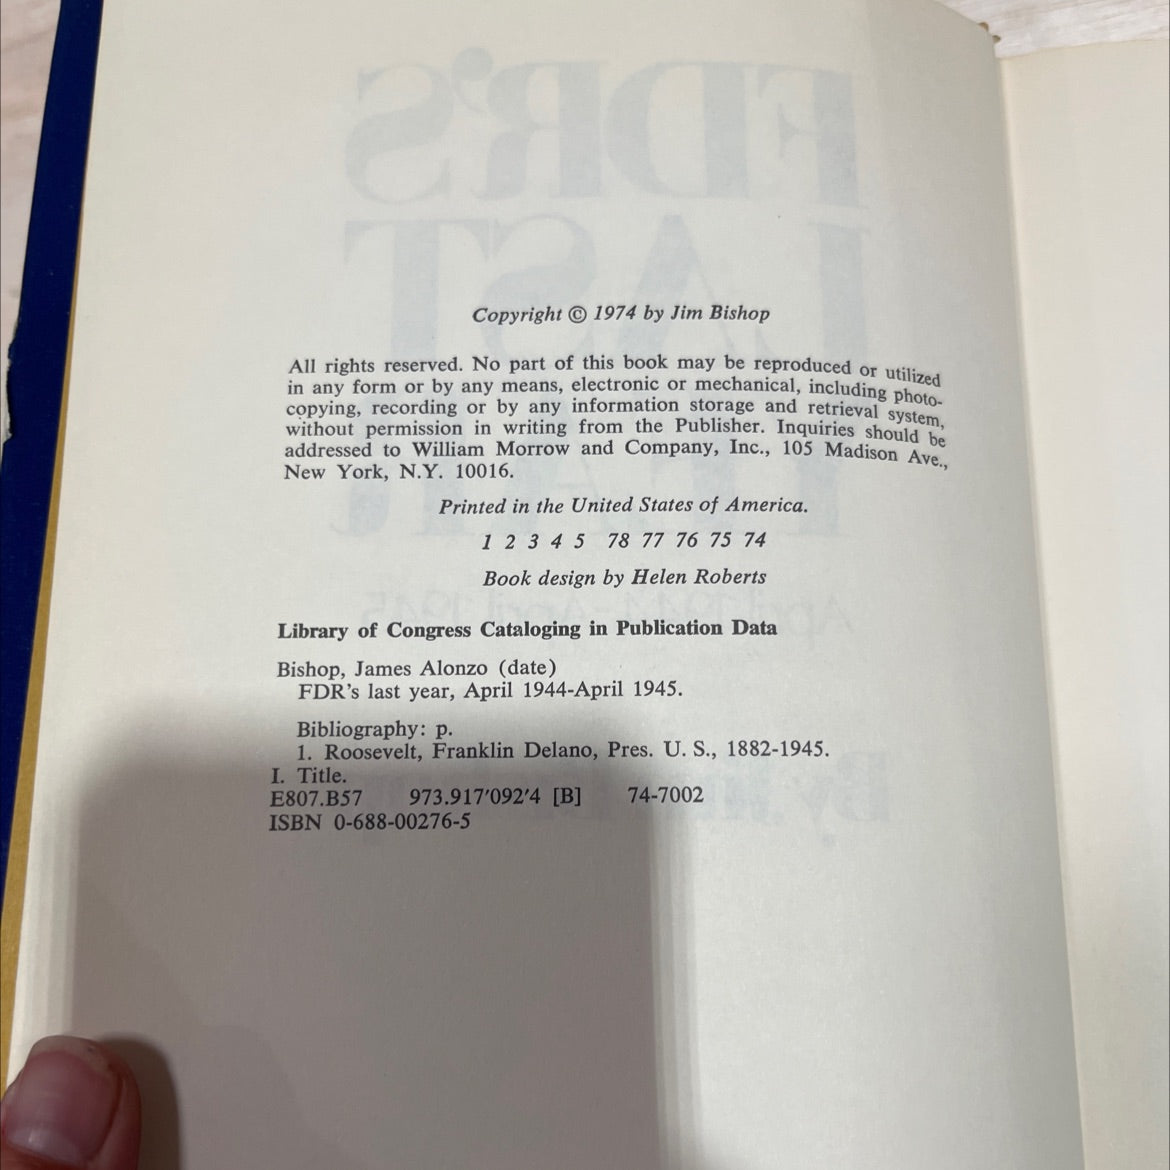 Copyright © 1974 by Jim Bishop
All rights reserved. No part of this book may be reproduced or utilized
in any form or by any means, electronic or mechanical, including photo-
copying, recording or by any information storage and retrieval system,
without permission in writing from the Publisher. Inquiries should be
addressed to William Morrow and Company, Inc., 105 Madison Ave.,
New York, N.Y. 10016.
Printed in the United States of America.
1 2 3 4 5 78 77 76 75 74
Book design by Helen Roberts
Library of Congress Cataloging in Publication Data
Bishop, James Alonzo (date)
FDR's last year, April 1944-April 1945.
Bibliography: p.
1. Roosevelt, Franklin Delano, Pres. U. S., 1882-1945.
I. Title.
E807.B57 973.917′092′4 [B] 74-7002
ISBN 0-688-00276-5